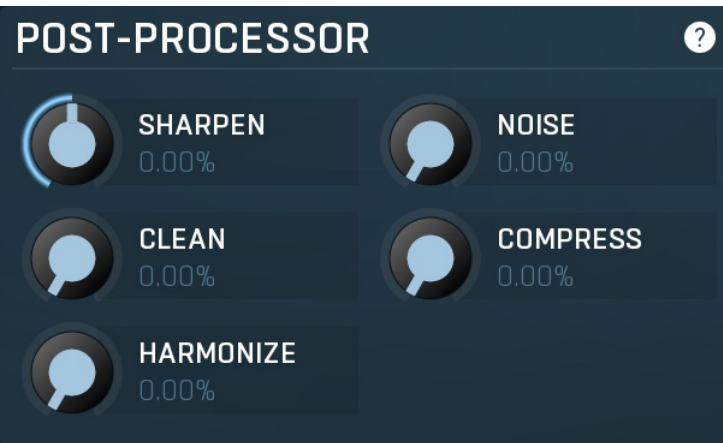 POST-PROCESSOR ?
SHARPEN
0.00%
NOISE
0.00%
CLEAN
0.00%
COMPRESS
0.00%
HARMONIZE
0.00%